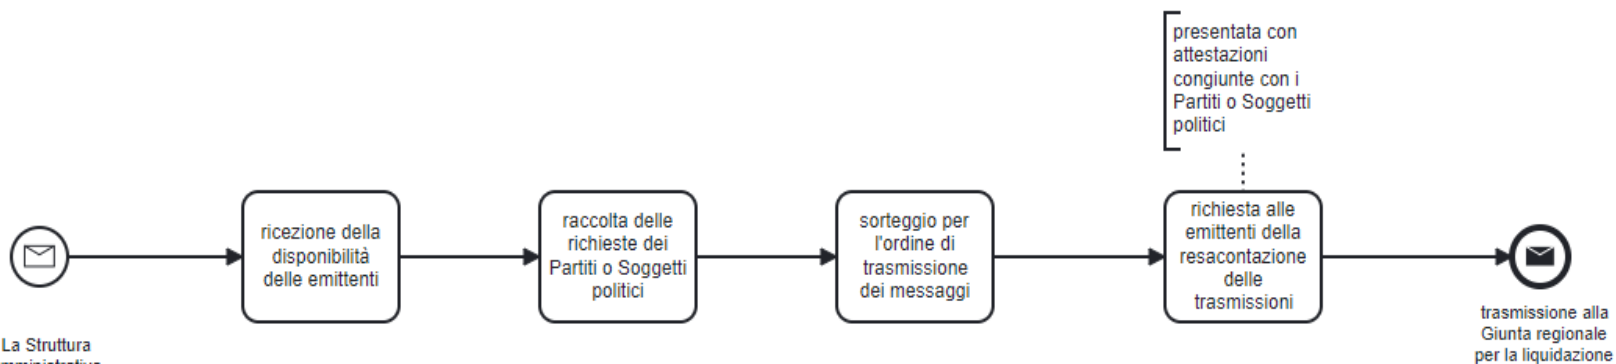 presentata con
attestazioni
congiunte con i
Partiti o Soggetti
politici
ricezione della
disponibilità
delle emittenti
raccolta delle
richieste dei
Partiti o Soggetti
politici
sorteggio per
l'ordine di
trasmissione
dei messaggi
richiesta alle
emittenti della
resacontazione
delle
trasmissioni
La Struttura
trasmissione alla
Giunta regionale
per la liquidazione